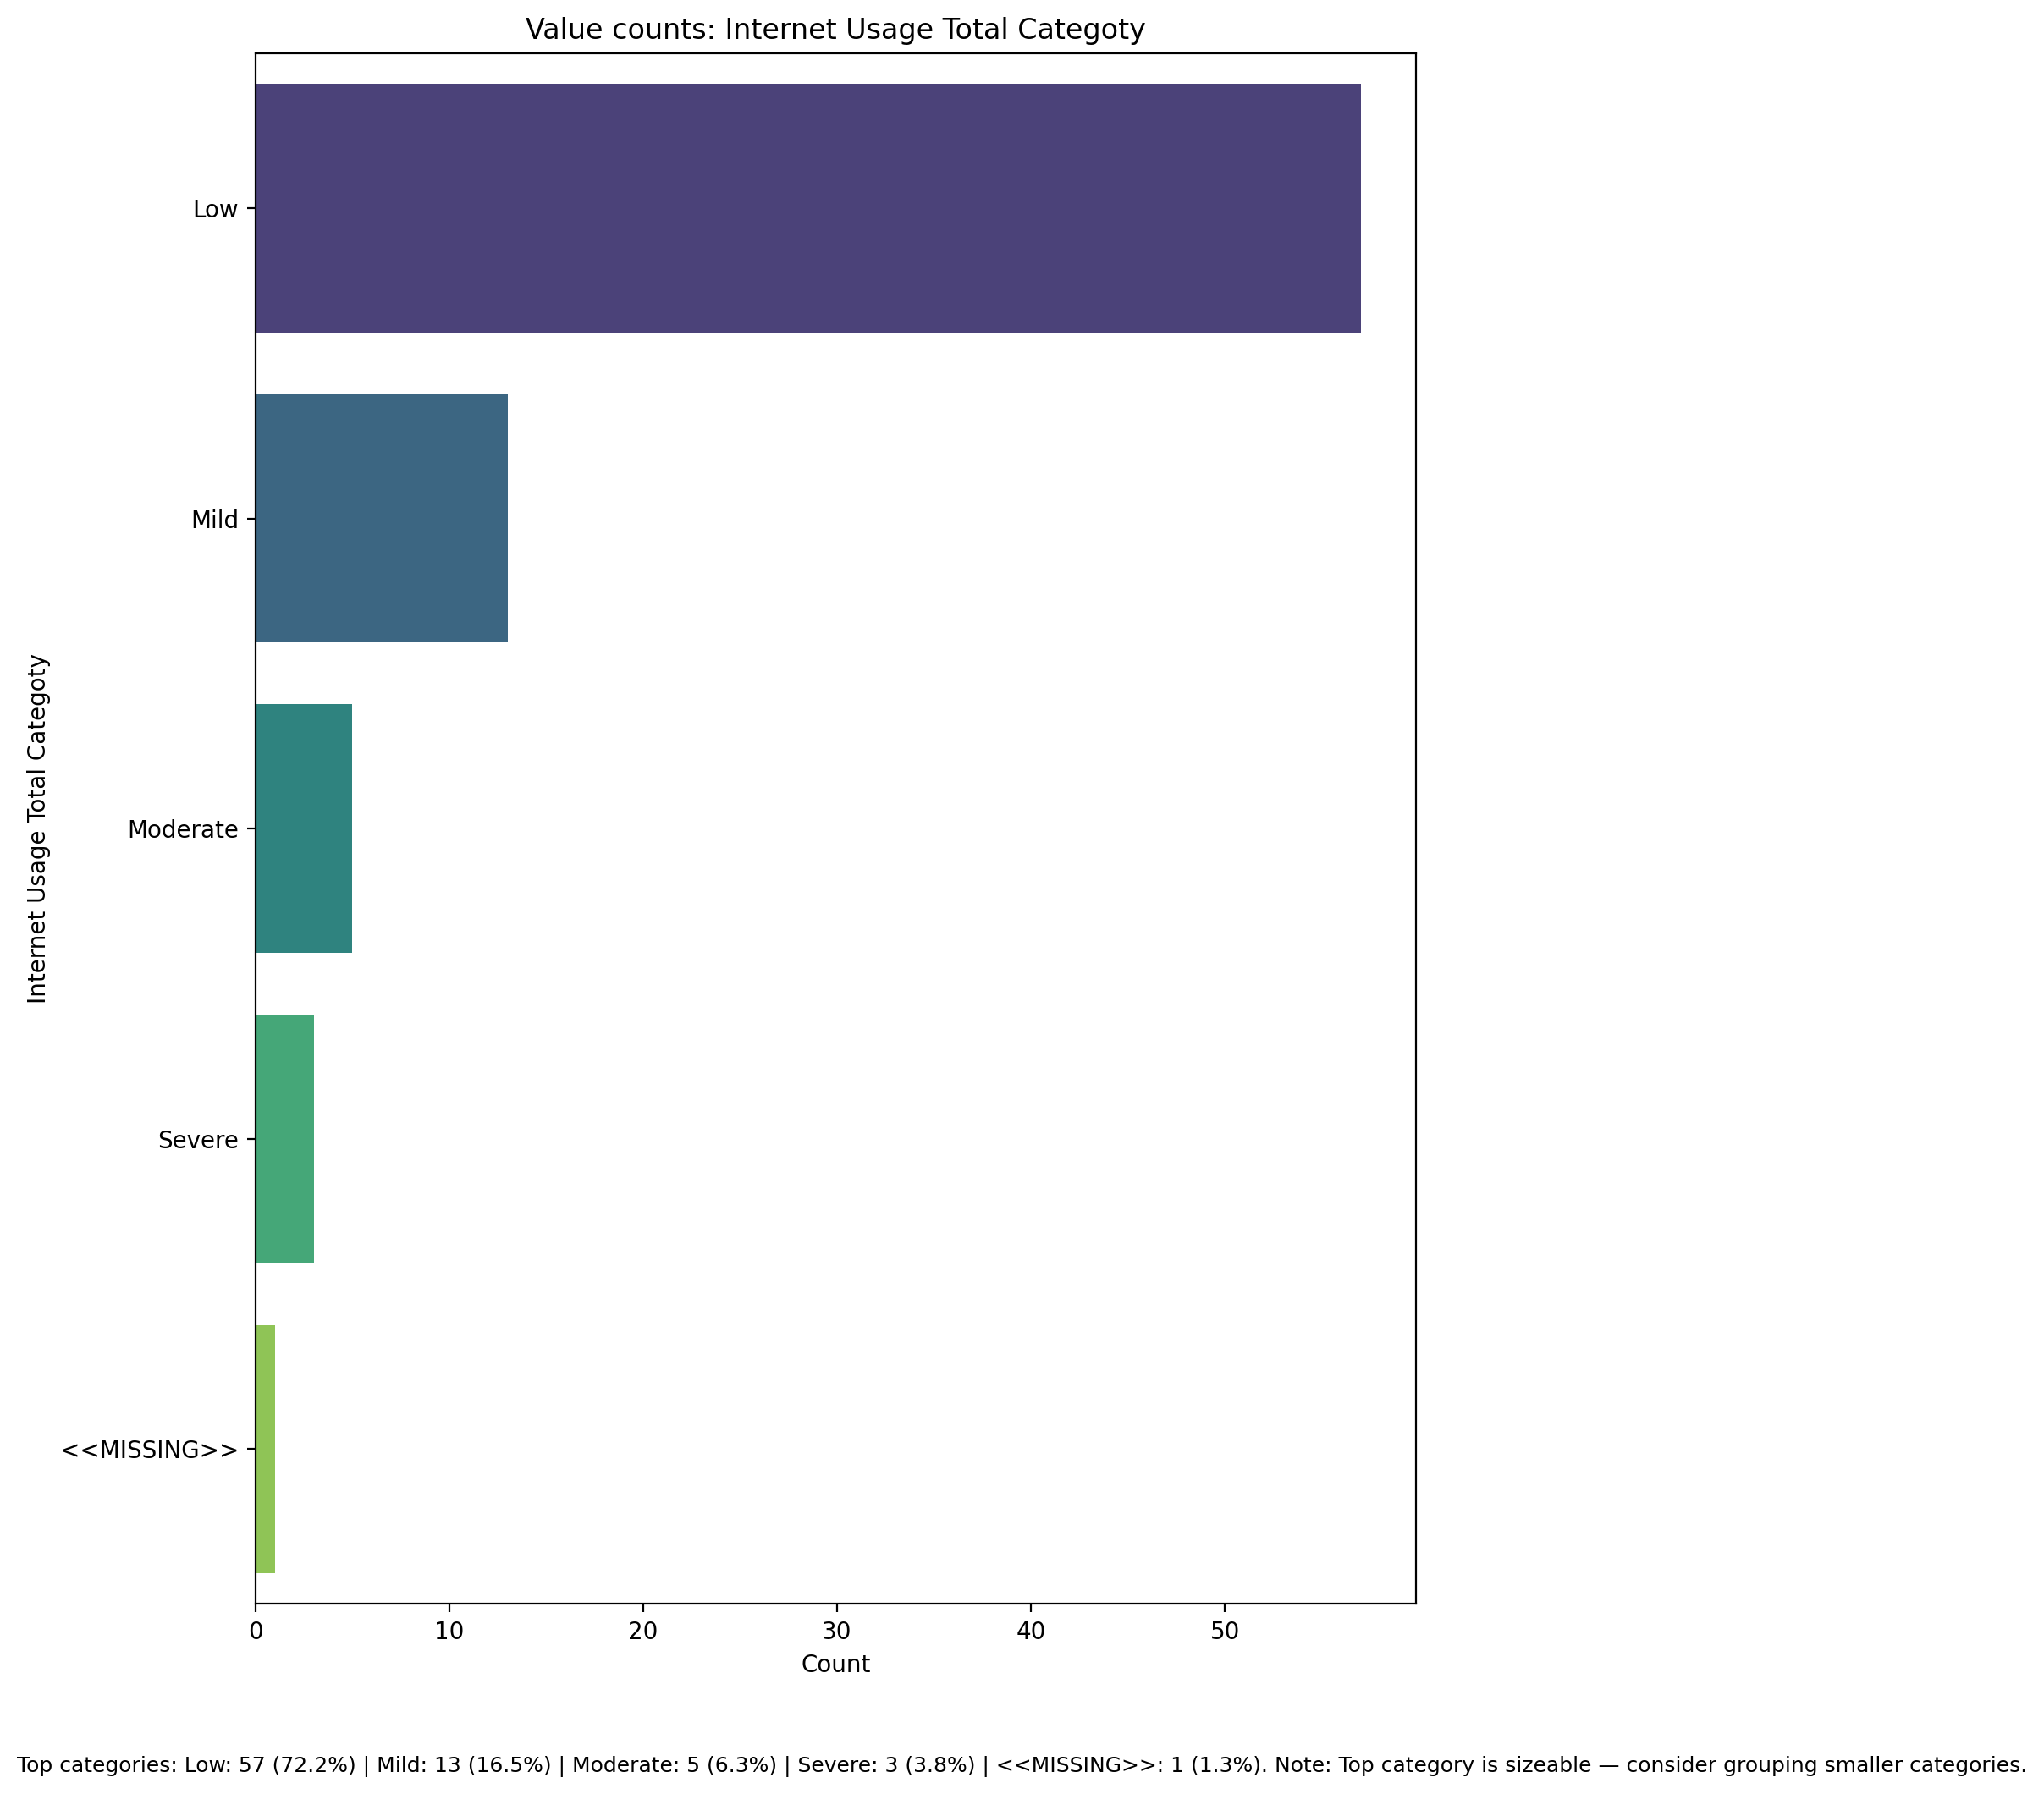 Value counts: Internet Usage Total Categoty
Internet Usage Total Categoty
Low
Mild
Moderate
Severe
<<MISSING>>
0 10 20 30 40 50
Count
Top categories: Low: 57 (72.2%) | Mild: 13 (16.5%) | Moderate: 5 (6.3%) | Severe: 3 (3.8%) | <<MISSING>>: 1 (1.3%). Note: Top category is sizeable — consider grouping smaller categories.